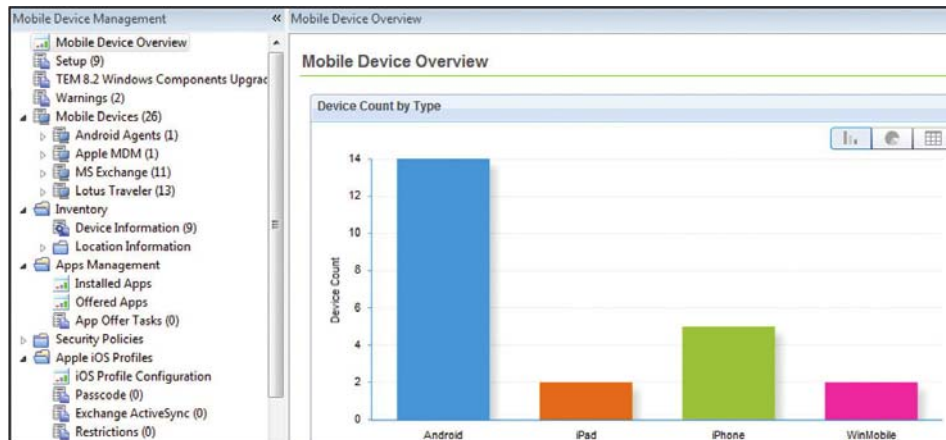 Mobile Device Management
Mobile Device Overview
Setup (9)
TEM 8.2 Windows Components Upgrac
Warnings (2)
Mobile Devices (26)
Android Agents (1)
Apple MDM (1)
MS Exchange (11)
Lotus Traveler (13)
Inventory
Device Information (9)
Location Information
Apps Management
Installed Apps
Offered Apps
App Offer Tasks (0)
Security Policies
Apple iOS Profiles
iOS Profile Configuration
Passcode (0)
Exchange ActiveSync (0)
Restrictions (0)
Mobile Device Overview
Mobile Device Overview
Device Count by Type
Device Count
14
12
10
8
6
4
2
0
Android iPad iPhone WinMobile